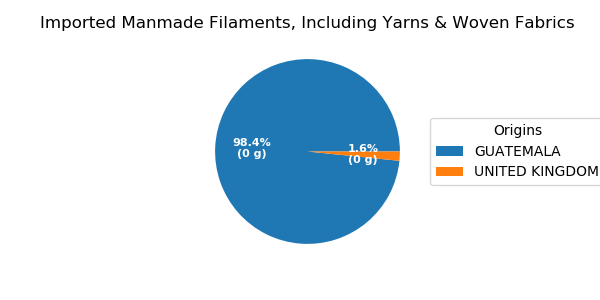 Imported Manmade Filaments, Including Yarns & Woven Fabrics
98.4%
(0 g)
1.6%
(0 g)
Origins
GUATEMALA
UNITED KINGDOM